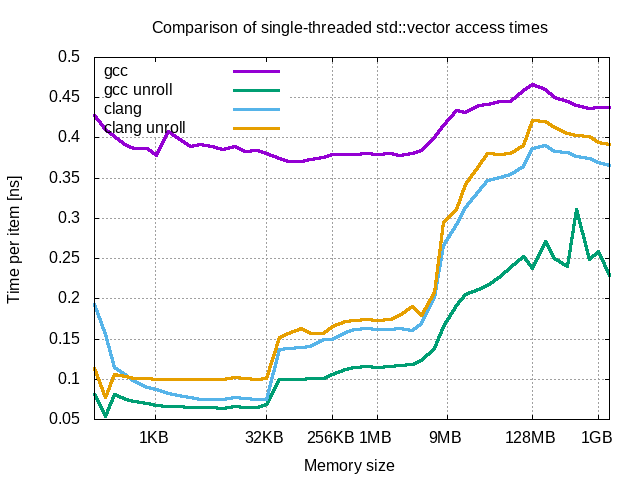 Comparison of single-threaded std::vector access times
0.5
gcc
gcc unroll
clang
clang unroll
0.45
0.4
0.35
0.3
0.25
0.2
0.15
0.1
0.05
Time per item [ns]
1KB 32KB 256KB 1MB 9MB 128MB 1GB
Memory size